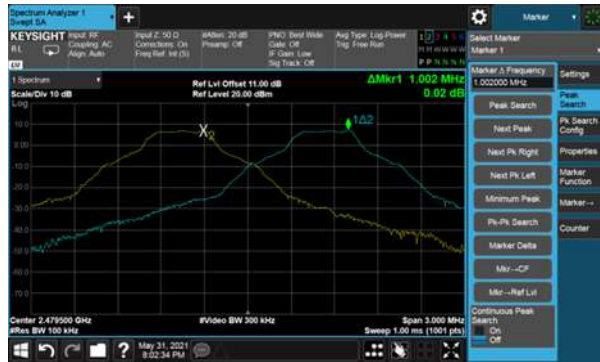 Spectrum Analyzer 1
Swept SA
+
Marker
KEYSIGHT
Input: RF
Input Z: 50 Ω
#Atten: 20 dB
PNO: Best Wide
Avg Type: Log-Power
1 2 3 4 5 6
Select Marker
Marker 1
R L
Coupling: AC
Corrections: On
Preamp: Off
Gate: Off
Trig: Free Run
Align: Auto
Freq Ref: Int (S)
IF Gain: Low
Sig Track: Off
P P N N N N
1 Spectrum
Ref Lvl Offset 11.00 dB
ΔMkr1 1.002 MHz
Scale/Div 10 dB
Ref Level 20.00 dBm
0.02 dB
Log
10.0
0.00
1Δ2
X2
Marker Δ Frequency
1.002000 MHz
Settings
Peak Search
Peak Search
Next Peak
Pk Search Config
Next Pk Right
Properties
Next Pk Left
Marker Function
Minimum Peak
Marker→
Pk-Pk Search
Counter
Marker Delta
Mkr→CF
Mkr→Ref Lvl
Continuous Peak Search
On
Off
Center 2.479500 GHz
#Video BW 300 kHz
Span 3.000 MHz
#Res BW 100 kHz
Sweep 1.00 ms (1001 pts)
?
May 31, 2021
8:02:34 PM